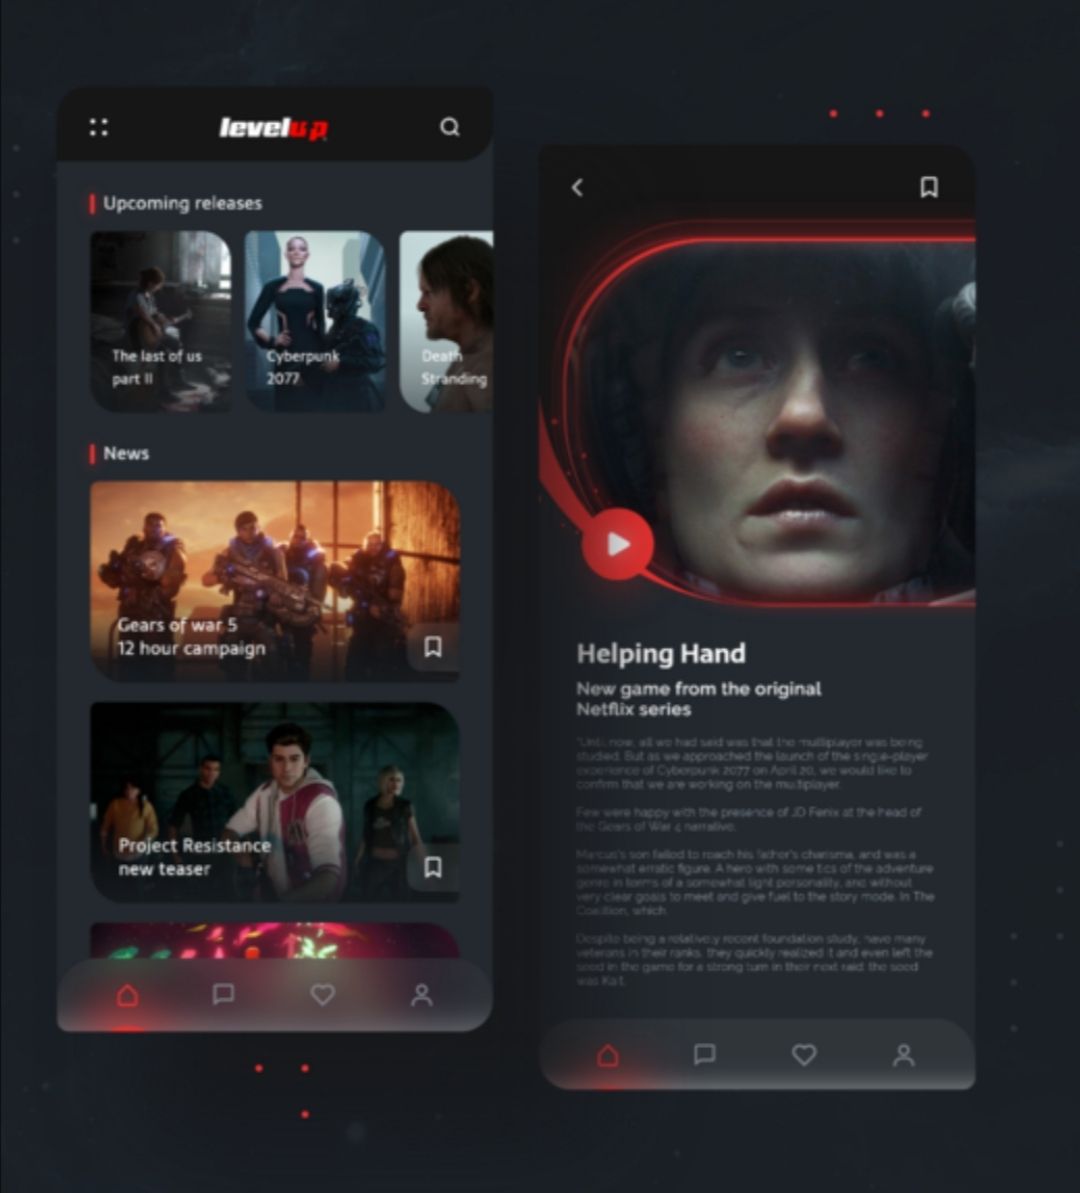 levelup
Upcoming releases
The last of us
part II
Cyberpunk
2077
Death
Stranding
News
Gears of war 5
12 hour campaign
Project Resistance
new teaser
Helping Hand
New game from the original
Netflix series
"Until now, all we had said was that the multiplayer was being
studied. But as we approached the launch of the single-player
experience of Cyberpunk 2077 on April 20, we would like to
confirm that we are working on the multiplayer.
Few were happy with the presence of JD Fenix at the head of
the Gears of War 4 narrative.
Marcus's son failed to reach his father's charisma, and was a
somewhat erratic figure. A hero with some tics of the adventure
genre in terms of a somewhat light personality, and without
very clear goals to meet and give fuel to the story mode. In The
Coalition, which
Despite being a relatively recent foundation study, have many
veterans in their ranks, they quickly realized it and even left the
seed in the game for a strong turn in their next raid: the seed
was Kait.